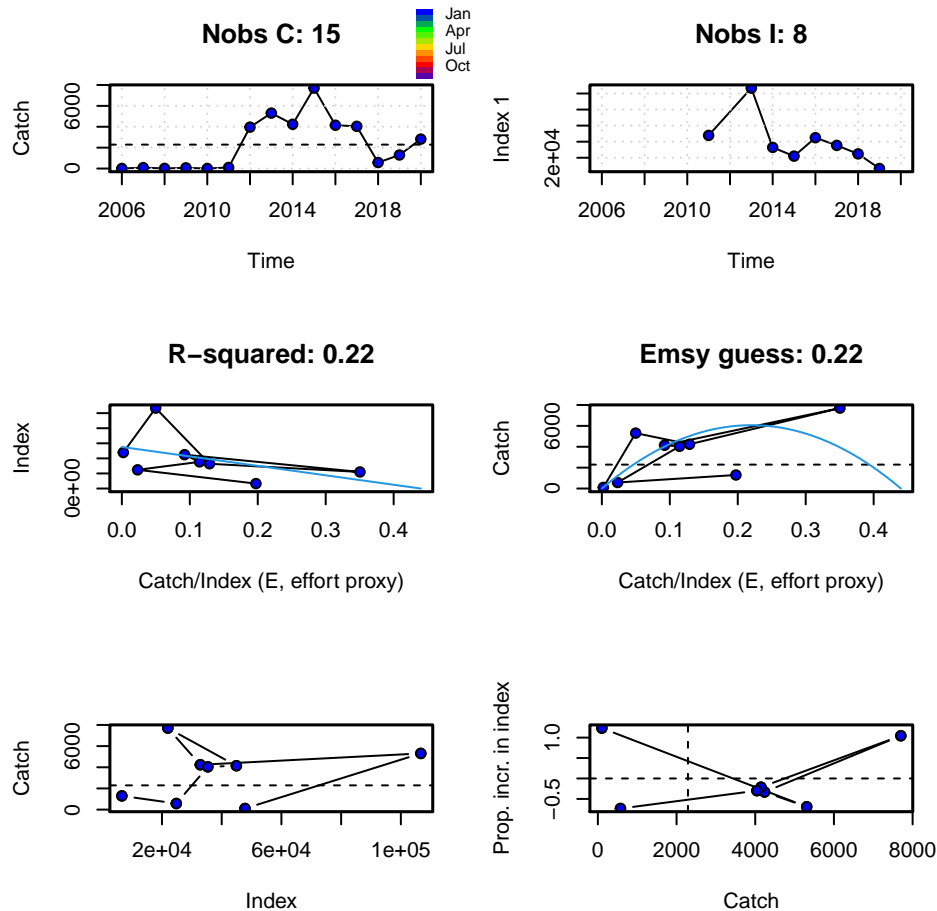 Nobs C: 15
Jan
Apr
Jul
Oct
Catch
0
6000
2006
2010
2014
2018
Time
Nobs I: 8
Index 1
2e+04
2006
2010
2014
2018
Time
R−squared: 0.22
Index
0e+00
0.0
0.1
0.2
0.3
0.4
Catch/Index (E, effort proxy)
Emsy guess: 0.22
Catch
0
6000
0.0
0.1
0.2
0.3
0.4
Catch/Index (E, effort proxy)
Catch
0
6000
2e+04
6e+04
1e+05
Index
Prop. incr. in index
−0.5
1.0
0
2000
4000
6000
8000
Catch